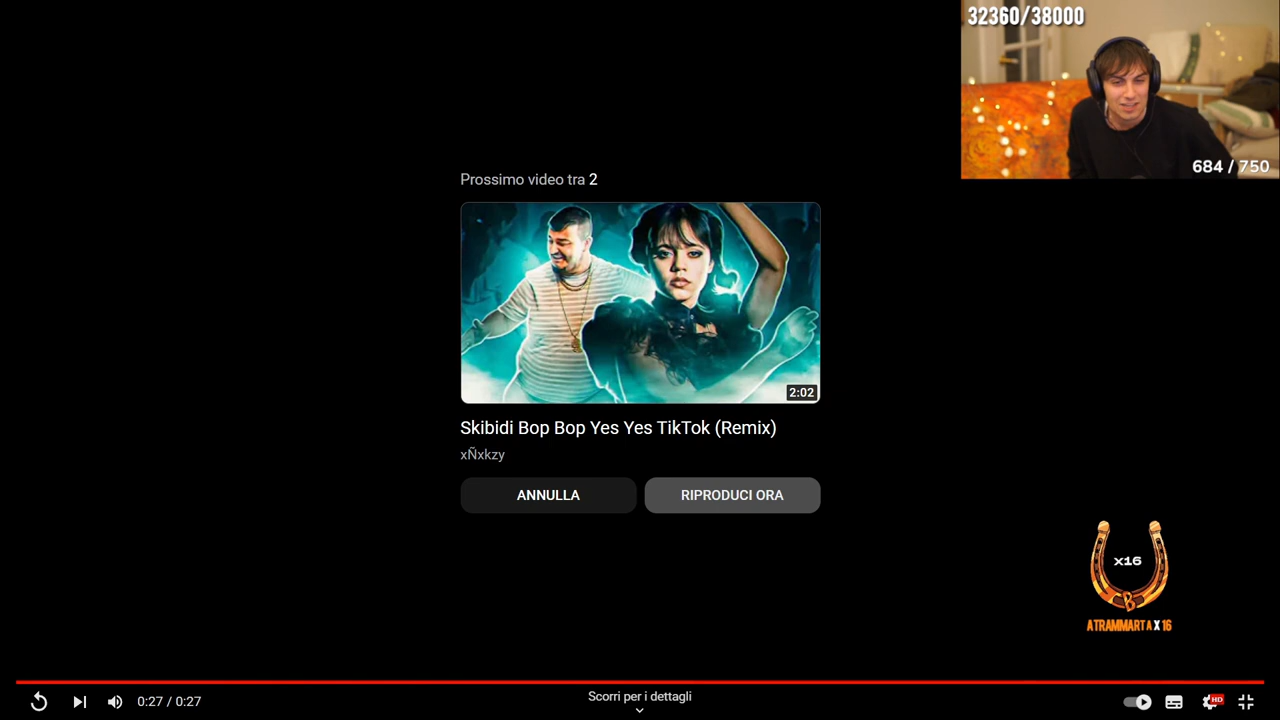 32360/38000
684 / 750
Prossimo video tra 2
2:02
Skibidi Bop Bop Yes Yes TikTok (Remix)
xÑxkzy
ANNULLA
RIPRODUCI ORA
x16
B
ATRAMMARTA X 16
0:27 / 0:27
Scorri per i dettagli
HD